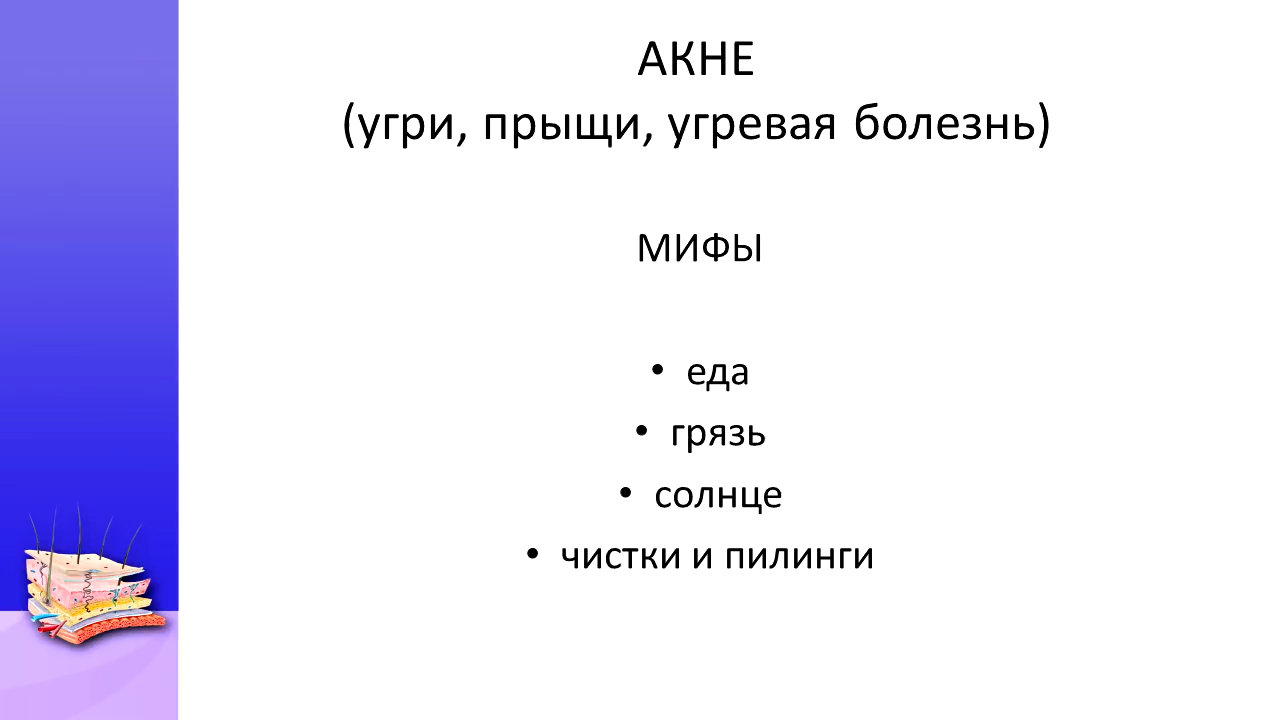 АКНЕ
(угри, прыщи, угревая болезнь)
МИФЫ
• еда
• грязь
• солнце
• чистки и пилинги